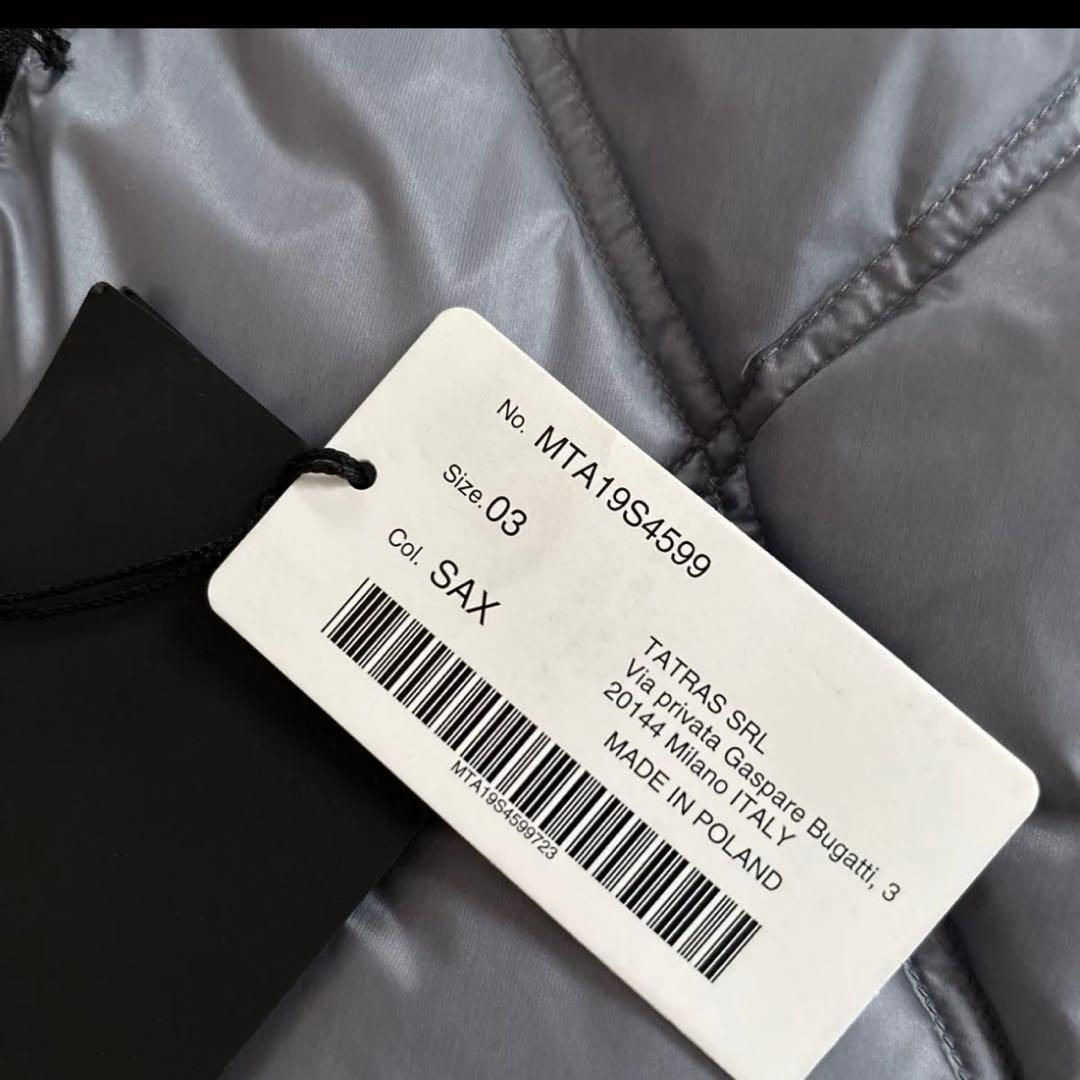 No. MTA19S4599
Size. 03
Col. SAX
TATRAS SRL
Via privata Gaspare Bugatti, 3
20144 Milano ITALY
MADE IN POLAND
MTA19S4599723